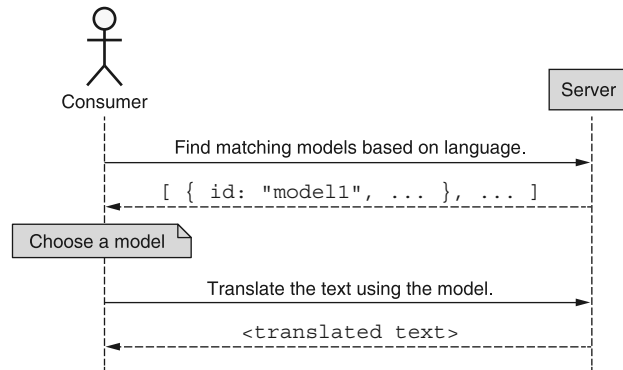 Consumer
Server
Find matching models based on language.
[ { id: "model1", ... }, ... ]
Choose a model
Translate the text using the model.
<translated text>